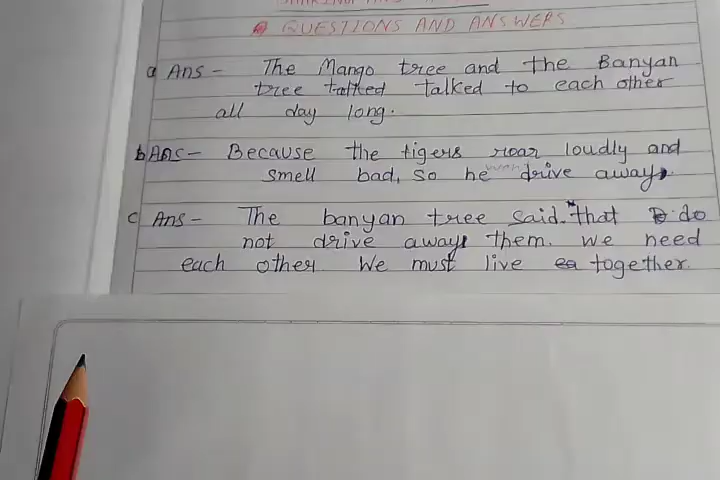 QUESTIONS AND ANSWERS
a Ans - The Mango tree and the Banyan
tree talked talked to each other
all day long.
b Ans - Because the tigers roar loudly and
smell bad, so he want drive away.
c Ans - The banyan tree said. "that do
not drive away them. We need
each other. We must live ea together.